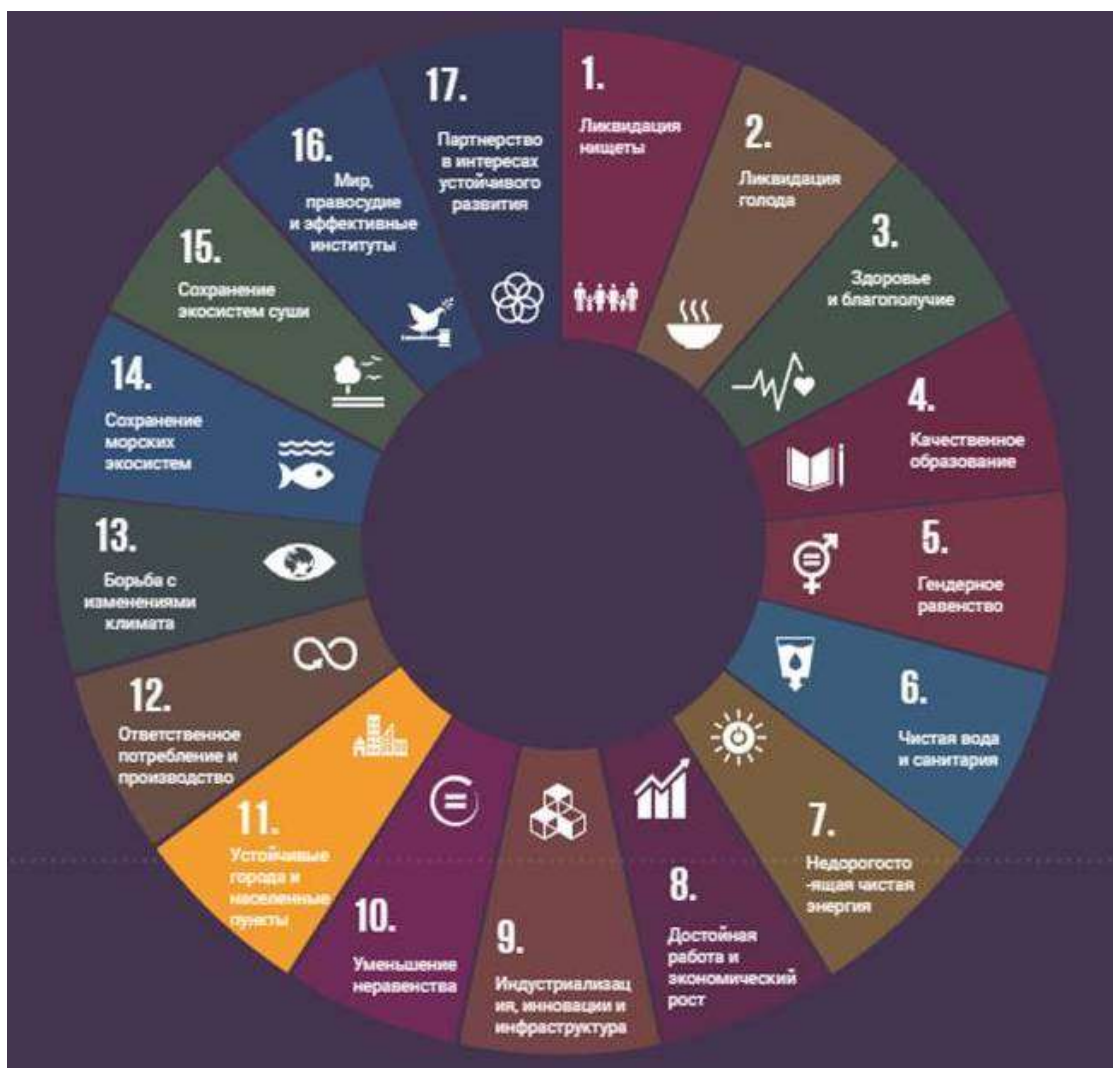 1.
Ликвидация
нищеты
2.
Ликвидация
голода
3.
Здоровье
и благополучие
4.
Качественное
образование
5.
Гендерное
равенство
6.
Чистая вода
и санитария
7.
Недорогосто
-ящая чистая
энергия
8.
Достойная
работа и
экономический
рост
9.
Индустриализац
ия, инновации и
инфраструктура
10.
Уменьшение
неравенства
11.
Устойчивые
города и
населенные
пункты
12.
Ответственное
потребление и
производство
13.
Борьба с
изменениями
климата
14.
Сохранение
морских
экосистем
15.
Сохранение
экосистем суши
16.
Мир,
правосудие
и эффективные
институты
17.
Партнерство
в интересах
устойчивого
развития